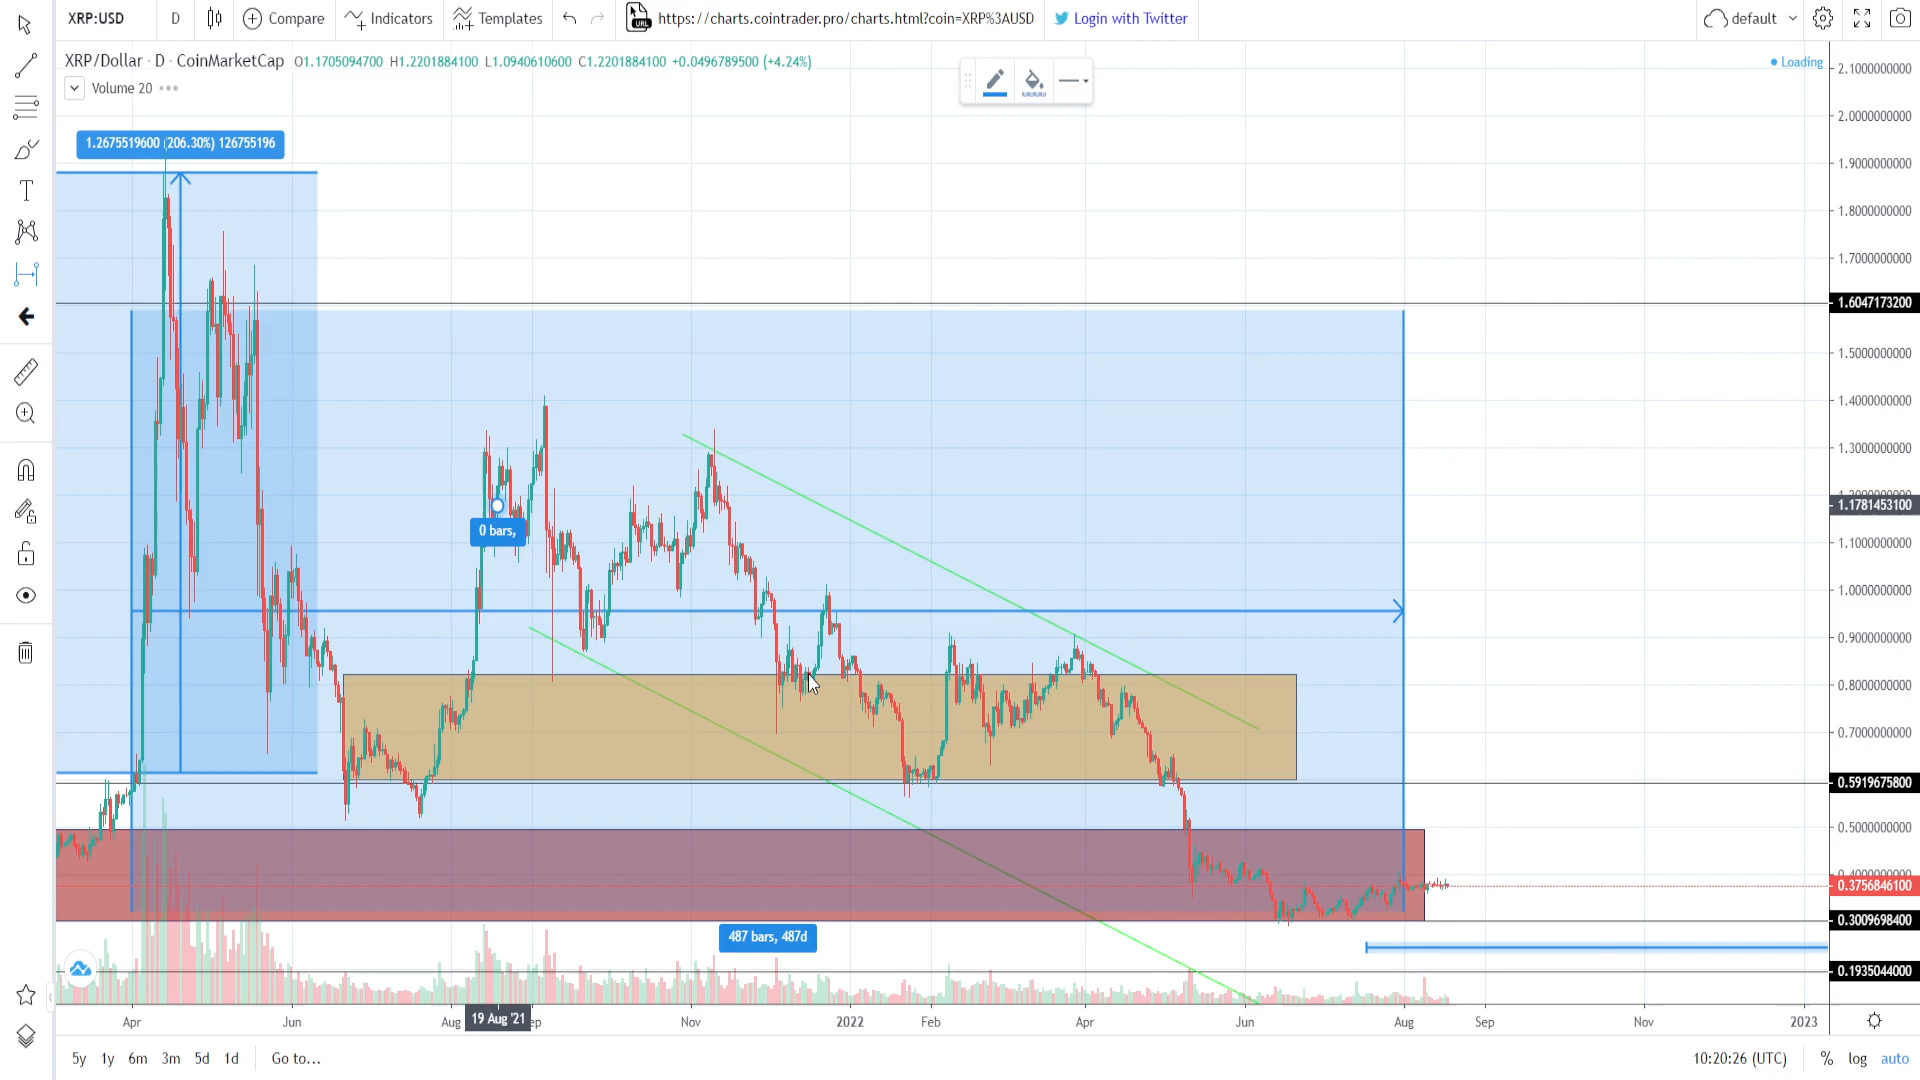 XRP:USD D Compare Indicators Templates URL https://charts.cointrader.pro/charts.html?coin=XRP%3AUSD Login with Twitter default
XRP/Dollar · D · CoinMarketCap O1.1705094700 H1.2201884100 L1.0940610600 C1.2201884100 +0.0496789500 (+4.24%)
Loading
Volume 20
1.2675519600 (206.30%) 126755196
0 bars,
487 bars, 487d
2.1000000000
2.0000000000
1.9000000000
1.8000000000
1.7000000000
1.6047173200
1.5000000000
1.4000000000
1.3000000000
1.1781453100
1.1000000000
1.0000000000
0.9000000000
0.8000000000
0.7000000000
0.5919675800
0.5000000000
0.3756846100
0.3009698400
0.1935044000
Apr Jun Aug 19 Aug '21 ep Nov 2022 Feb Apr Jun Aug Sep Nov 2023
5y 1y 6m 3m 5d 1d Go to... 10:20:26 (UTC) % log auto